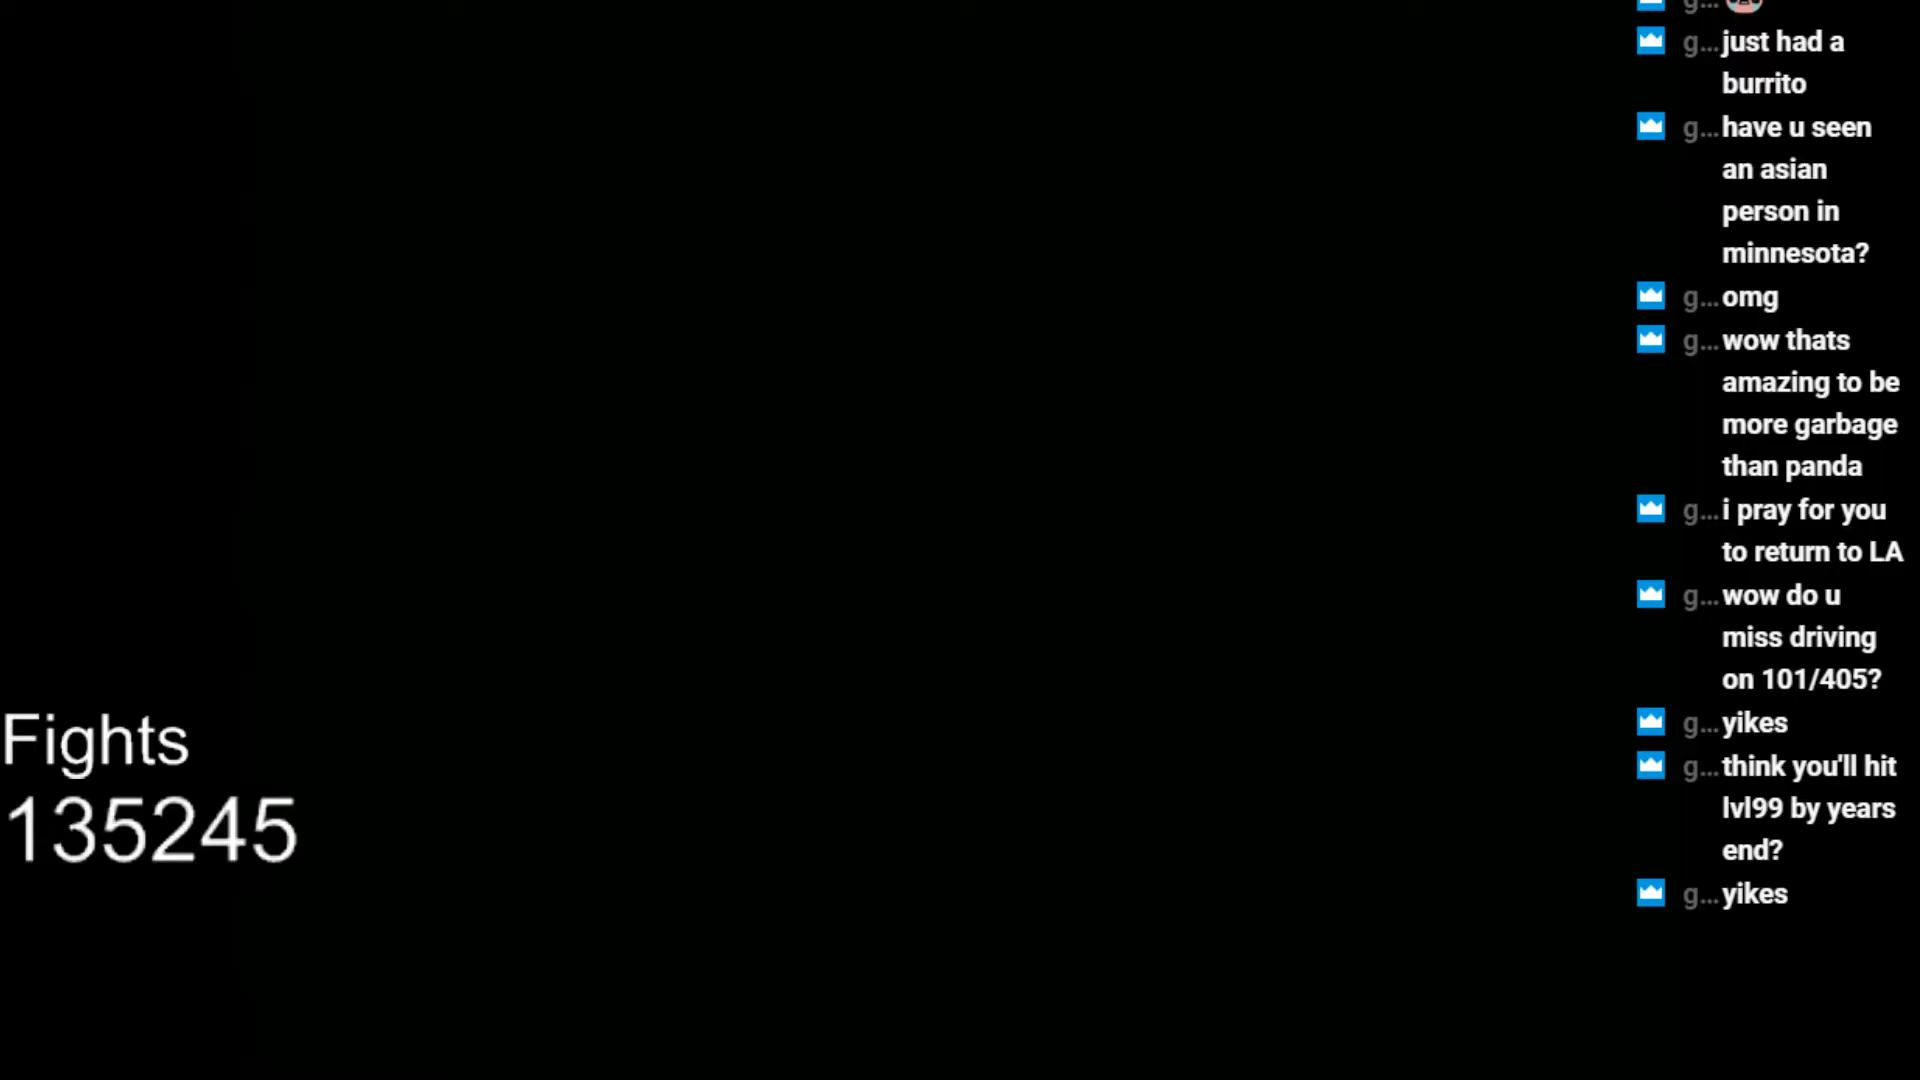 g...
g... just had a
burrito
g... have u seen
an asian
person in
minnesota?
g... omg
g... wow thats
amazing to be
more garbage
than panda
g... i pray for you
to return to LA
g... wow do u
miss driving
on 101/405?
g... yikes
g... think you'll hit
lvl99 by years
end?
g... yikes
Fights
135245